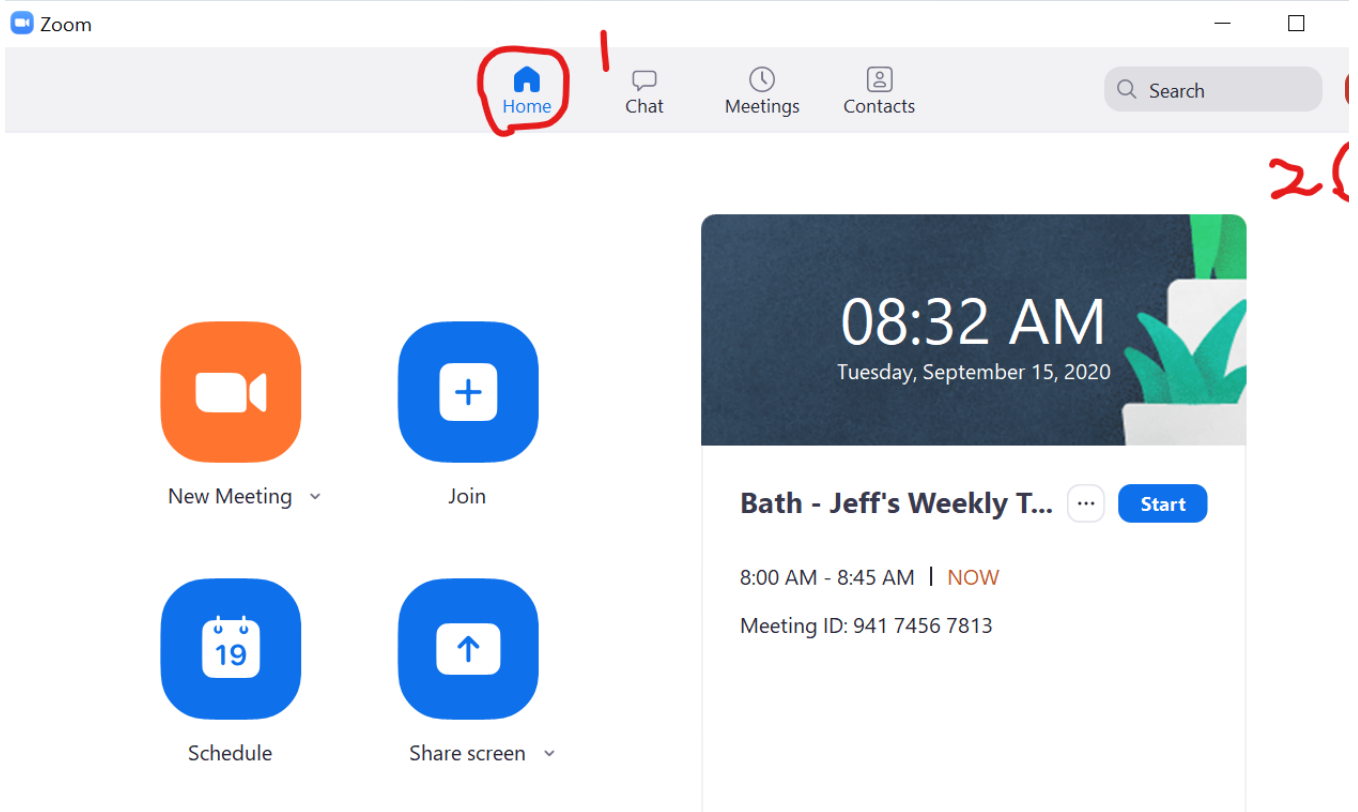 Zoom
1
Home
Chat
Meetings
Contacts
Search
2
08:32 AM
Tuesday, September 15, 2020
New Meeting
Join
Bath - Jeff's Weekly T...
Start
8:00 AM - 8:45 AM | NOW
Meeting ID: 941 7456 7813
19
Schedule
Share screen